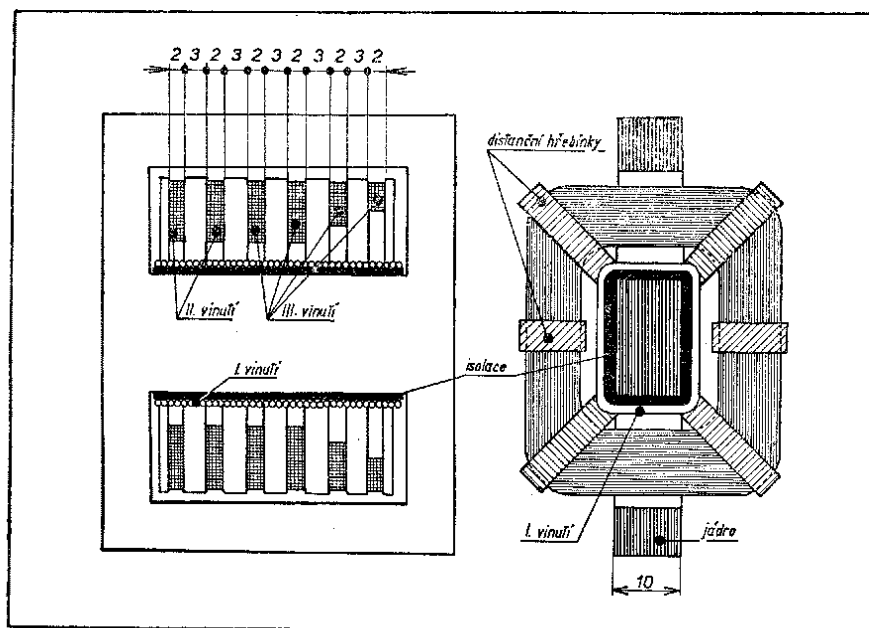 2 3 2 3 2 3 2 3 2 3 2
distanční hřebínky
II. vinutí
III. vinutí
I. vinutí
isolace
I. vinutí
jádro
10